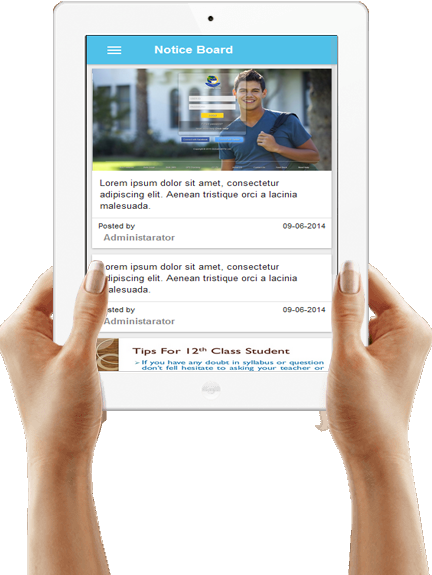 Notice Board
Lorem ipsum dolor sit amet, consectetur
adipiscing elit. Aenean tristique orci a lacinia
malesuada.
Posted by 09-06-2014
Administarator
Lorem ipsum dolor sit amet, consectetur
adipiscing elit. Aenean tristique orci a lacinia
malesuada.
Posted by 09-06-2014
Administarator
Tips For 12th Class Student
➢ If you have any doubt in syllabus or question
don't fell hesitate to asking your teacher or